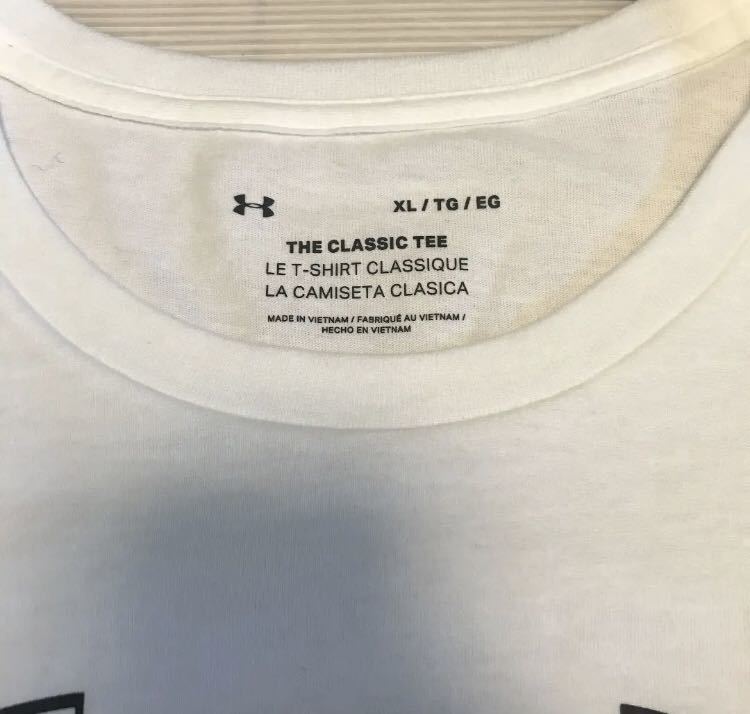 XL / TG / EG
THE CLASSIC TEE
LE T-SHIRT CLASSIQUE
LA CAMISETA CLASICA
MADE IN VIETNAM / FABRIQUÉ AU VIETNAM /
HECHO EN VIETNAM